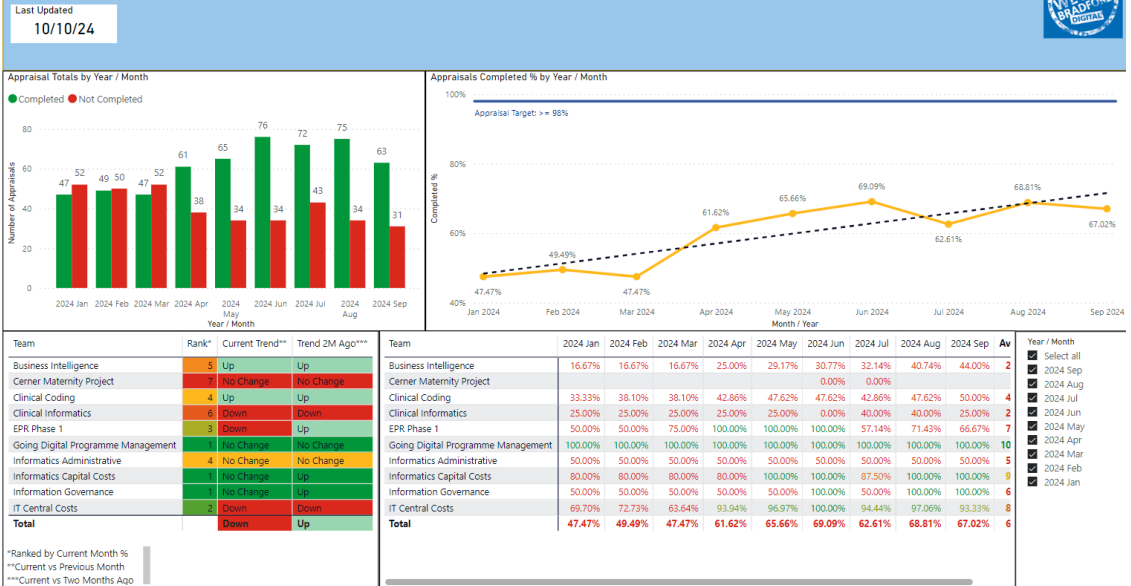 Last Updated
10/10/24
BRADFORD
DIGITAL
Appraisal Totals by Year / Month
Completed Not Completed
Number of Appraisals
80
60
40
20
0
47 52 49 50 47 52 61 38 65 34 76 34 72 43 75 34 63 31
2024 Jan 2024 Feb 2024 Mar 2024 Apr 2024 May 2024 Jun 2024 Jul 2024 Aug 2024 Sep
Year / Month
Appraisals Completed % by Year / Month
Completed %
100%
80%
60%
40%
Appraisal Target: >= 98%
47.47% 49.49% 47.47% 61.62% 65.66% 69.09% 62.61% 68.81% 67.02%
Jan 2024 Feb 2024 Mar 2024 Apr 2024 May 2024 Jun 2024 Jul 2024 Aug 2024 Sep 2024
Month / Year
Team Rank* Current Trend** Trend 2M Ago***
Business Intelligence 5 Up Up
Cerner Maternity Project 7 No Change No Change
Clinical Coding 4 Up Up
Clinical Informatics 6 Down Down
EPR Phase 1 3 Down Up
Going Digital Programme Management 1 No Change No Change
Informatics Administrative 4 No Change No Change
Informatics Capital Costs 1 No Change Up
Information Governance 1 No Change Up
IT Central Costs 2 Down Down
Total Down Up
*Ranked by Current Month %
**Current vs Previous Month
***Current vs Two Months Ago
Team 2024 Jan 2024 Feb 2024 Mar 2024 Apr 2024 May 2024 Jun 2024 Jul 2024 Aug 2024 Sep Av
Business Intelligence 16.67% 16.67% 16.67% 25.00% 29.17% 30.77% 32.14% 40.74% 44.00% 2
Cerner Maternity Project 0.00% 0.00%
Clinical Coding 33.33% 38.10% 38.10% 42.86% 47.62% 47.62% 42.86% 47.62% 50.00% 4
Clinical Informatics 25.00% 25.00% 25.00% 25.00% 25.00% 0.00% 40.00% 40.00% 25.00% 2
EPR Phase 1 50.00% 50.00% 75.00% 100.00% 100.00% 100.00% 57.14% 71.43% 66.67% 7
Going Digital Programme Management 100.00% 100.00% 100.00% 100.00% 100.00% 100.00% 100.00% 100.00% 100.00% 10
Informatics Administrative 50.00% 50.00% 50.00% 50.00% 50.00% 50.00% 50.00% 50.00% 50.00% 5
Informatics Capital Costs 80.00% 80.00% 80.00% 80.00% 100.00% 100.00% 87.50% 100.00% 100.00% 9
Information Governance 50.00% 50.00% 50.00% 50.00% 50.00% 100.00% 50.00% 100.00% 100.00% 6
IT Central Costs 69.70% 72.73% 63.64% 93.94% 96.97% 100.00% 94.44% 97.06% 93.33% 8
Total 47.47% 49.49% 47.47% 61.62% 65.66% 69.09% 62.61% 68.81% 67.02% 6
Year / Month
Select all
2024 Sep
2024 Aug
2024 Jul
2024 Jun
2024 May
2024 Apr
2024 Mar
2024 Feb
2024 Jan